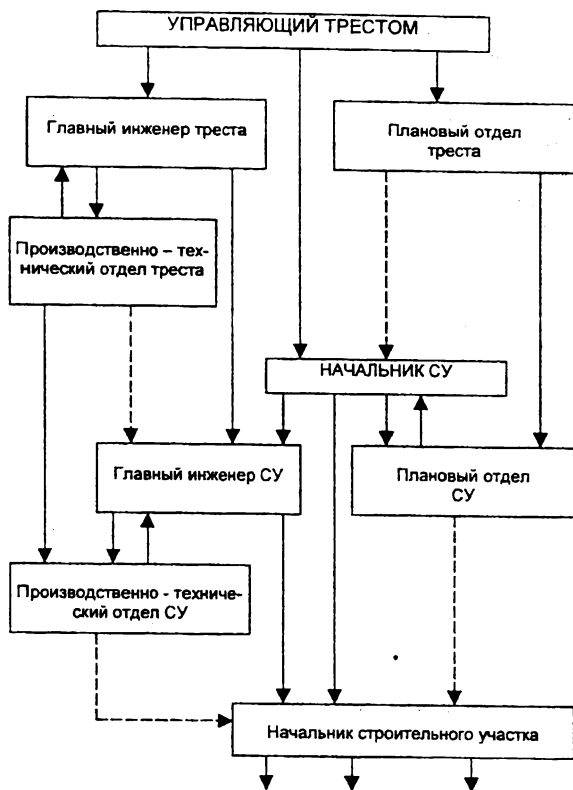 УПРАВЛЯЮЩИЙ ТРЕСТОМ
Главный инженер треста
Плановый отдел
треста
Производственно – тех-
нический отдел треста
НАЧАЛЬНИК СУ
Главный инженер СУ
Плановый отдел
СУ
Производственно - техниче-
ский отдел СУ
Начальник строительного участка